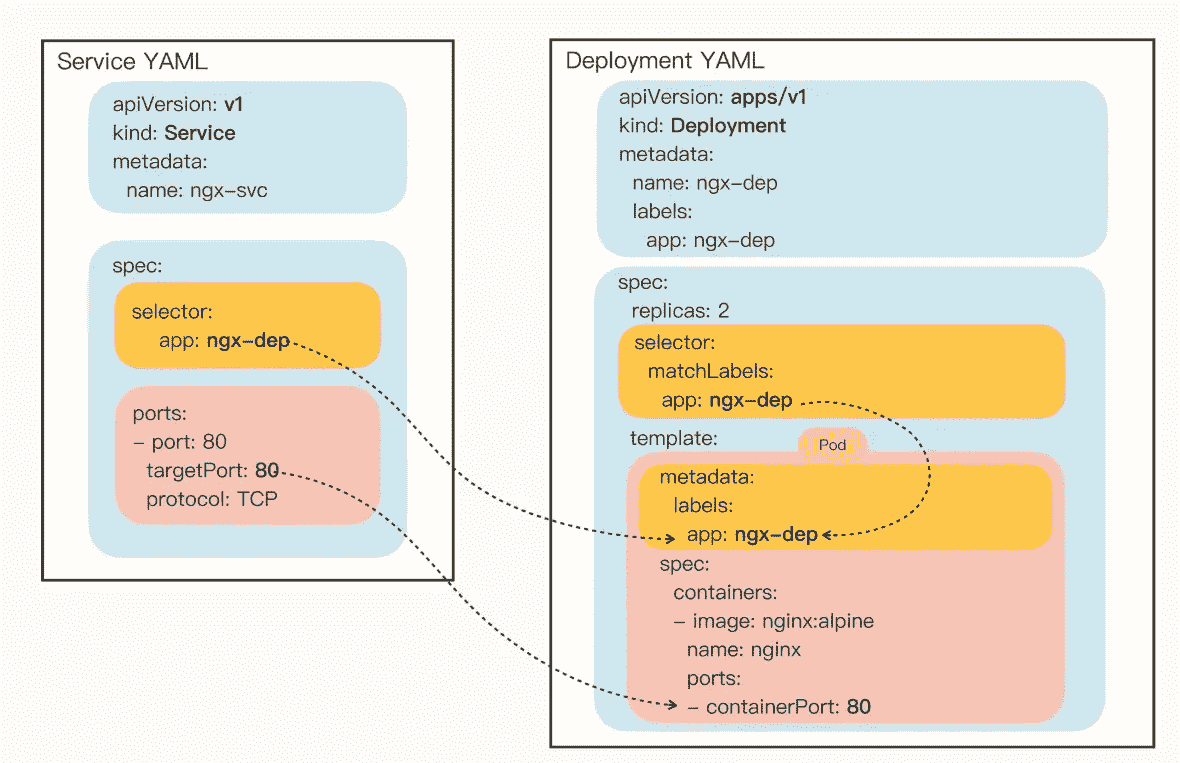 Service YAML
apiVersion: v1
kind: Service
metadata:
name: ngx-svc
spec:
selector:
app: ngx-dep
ports:
- port: 80
targetPort: 80
protocol: TCP
Deployment YAML
apiVersion: apps/v1
kind: Deployment
metadata:
name: ngx-dep
labels:
app: ngx-dep
spec:
replicas: 2
selector:
matchLabels:
app: ngx-dep
template:
Pod
metadata:
labels:
app: ngx-dep
spec:
containers:
- image: nginx:alpine
name: nginx
ports:
- containerPort: 80